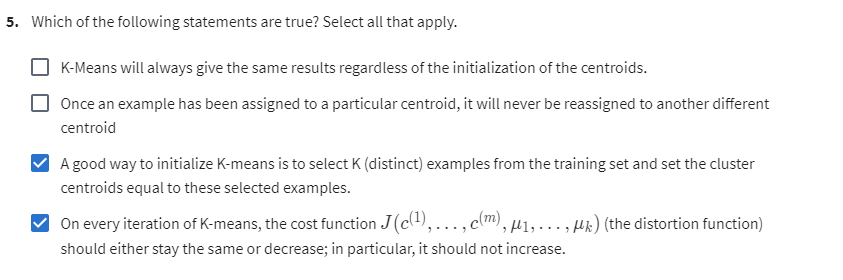 5. Which of the following statements are true? Select all that apply.
K-Means will always give the same results regardless of the initialization of the centroids.
Once an example has been assigned to a particular centroid, it will never be reassigned to another different
centroid
A good way to initialize K-means is to select K (distinct) examples from the training set and set the cluster
centroids equal to these selected examples.
On every iteration of K-means, the cost function J(c⁽¹⁾, . . . , c⁽ᵐ⁾, μ₁, . . . , μₖ) (the distortion function)
should either stay the same or decrease; in particular, it should not increase.